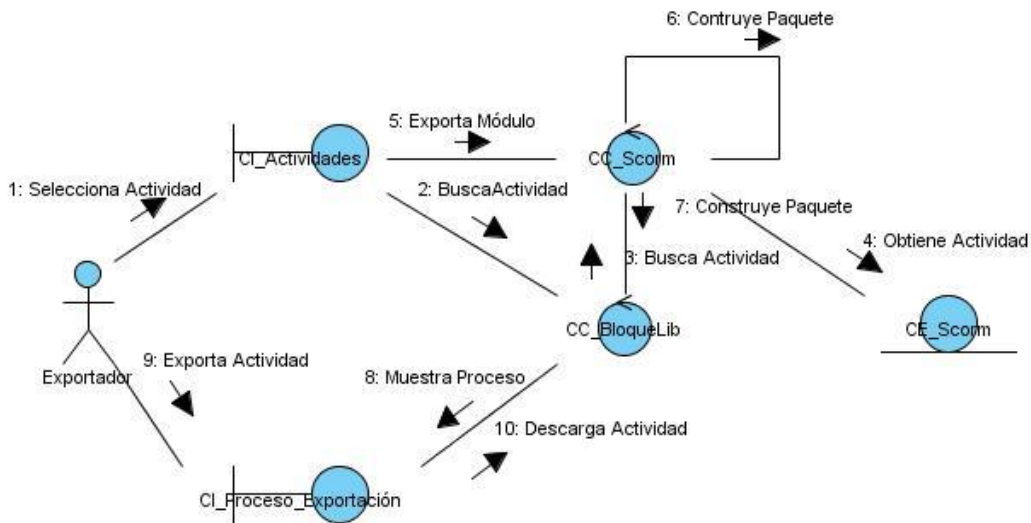 6: Contruye Paquete
5: Exporta Módulo
CI_Actividades
CC_Scorm
1: Selecciona Actividad
2: BuscaActividad
7: Construye Paquete
4: Obtiene Actividad
3: Busca Actividad
CC_BloqueLib
CE_Scorm
Exportador
9: Exporta Actividad
8: Muestra Proceso
10: Descarga Actividad
CI_Proceso_Exportación